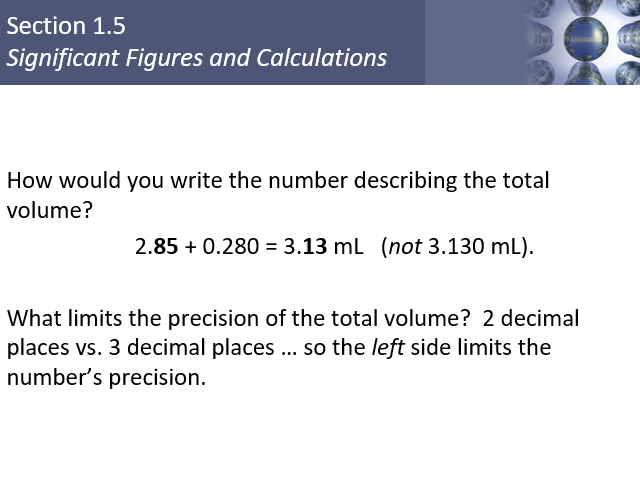 Section 1.5
Significant Figures and Calculations
How would you write the number describing the total
volume?
2.85 + 0.280 = 3.13 mL (not 3.130 mL).
What limits the precision of the total volume? 2 decimal
places vs. 3 decimal places … so the left side limits the
number’s precision.